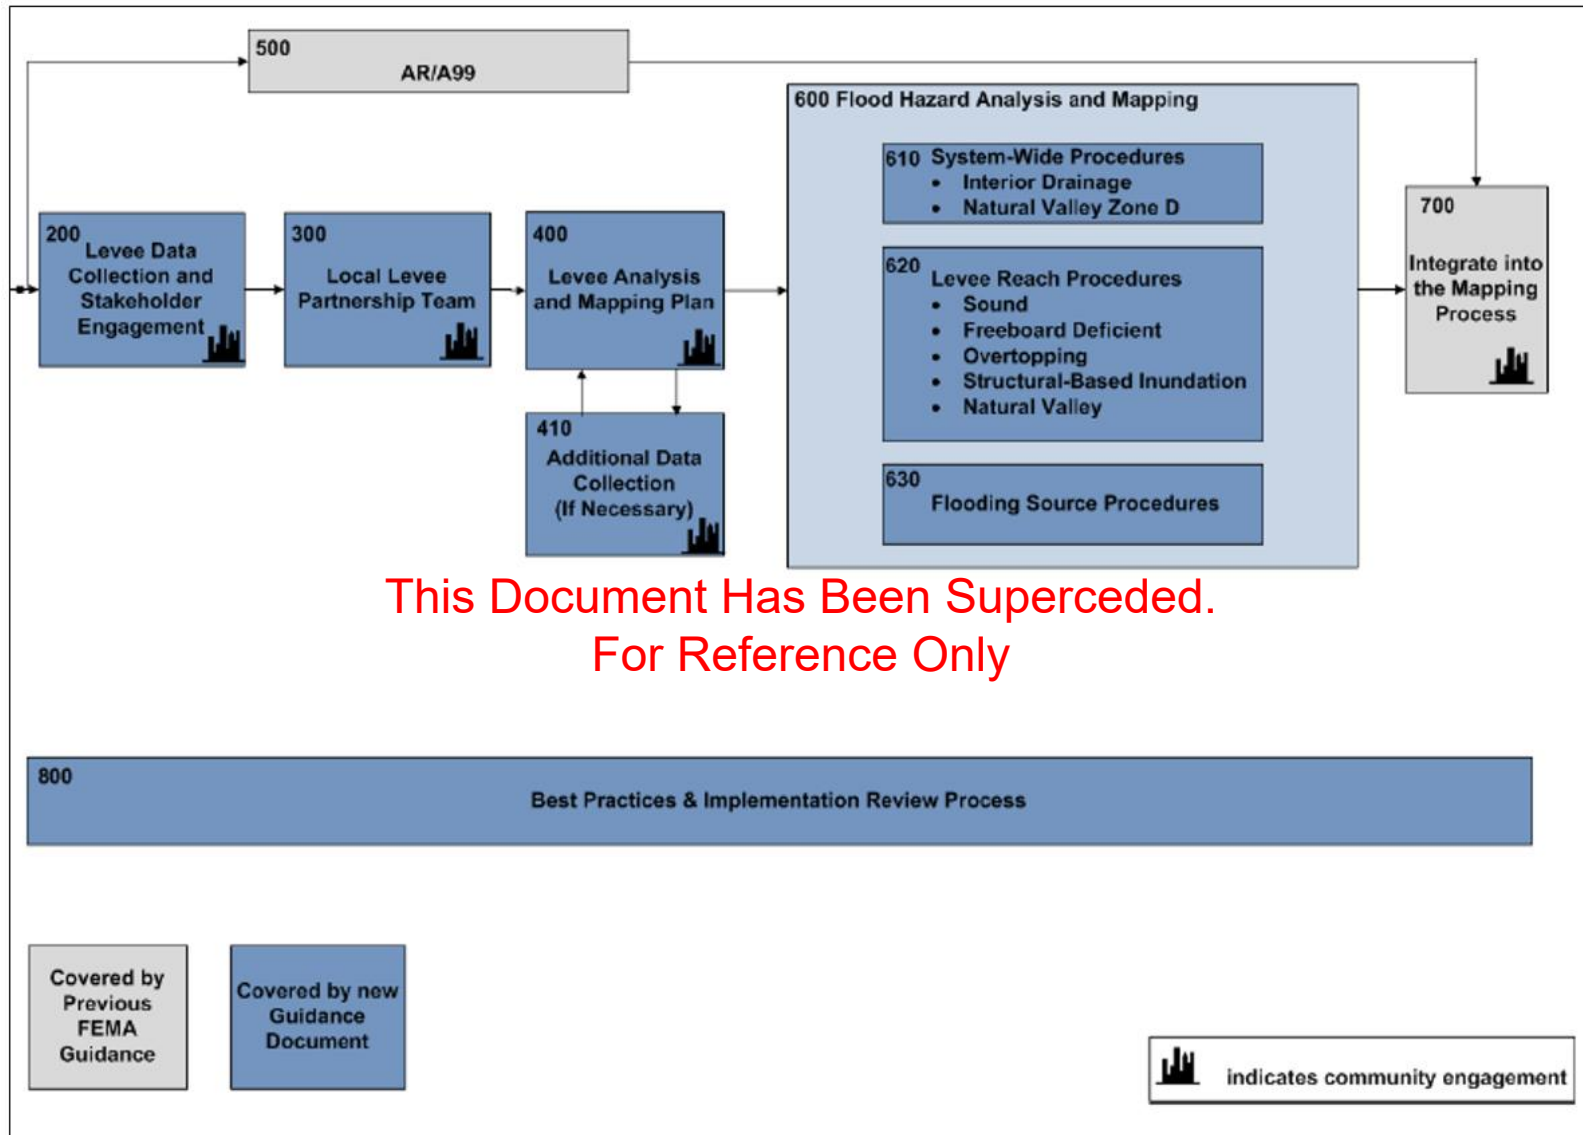 500
AR/A99
600 Flood Hazard Analysis and Mapping
610 System-Wide Procedures
• Interior Drainage
• Natural Valley Zone D
200
Levee Data
Collection and
Stakeholder
Engagement
300
Local Levee
Partnership Team
400
Levee Analysis
and Mapping Plan
620
Levee Reach Procedures
• Sound
• Freeboard Deficient
• Overtopping
• Structural-Based Inundation
• Natural Valley
700
Integrate into
the Mapping
Process
410
Additional Data
Collection
(If Necessary)
630
Flooding Source Procedures
This Document Has Been Superceded.
For Reference Only
800
Best Practices & Implementation Review Process
Covered by
Previous
FEMA
Guidance
Covered by new
Guidance
Document
indicates community engagement